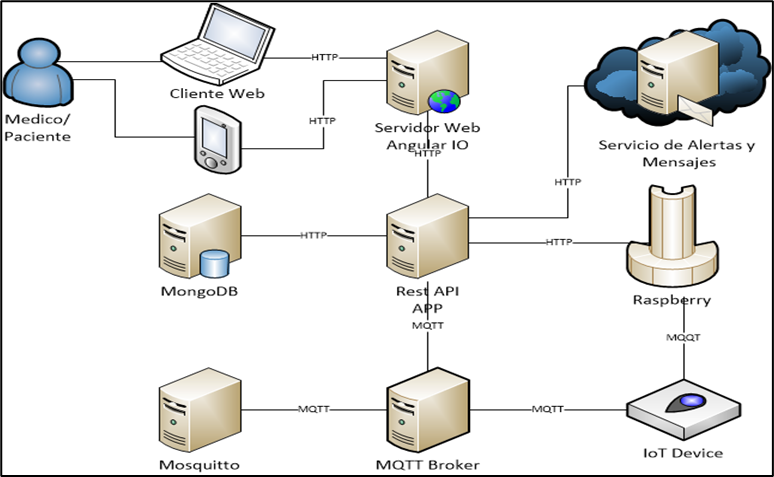 HTTP
Cliente Web
Medico/
Paciente
HTTP
Servidor Web
Angular IO
HTTP
Servicio de Alertas y
Mensajes
HTTP
HTTP
HTTP
MongoDB
Rest API
APP
Raspberry
MQTT
MQQT
MQTT
MQTT
Mosquitto
MQTT Broker
IoT Device